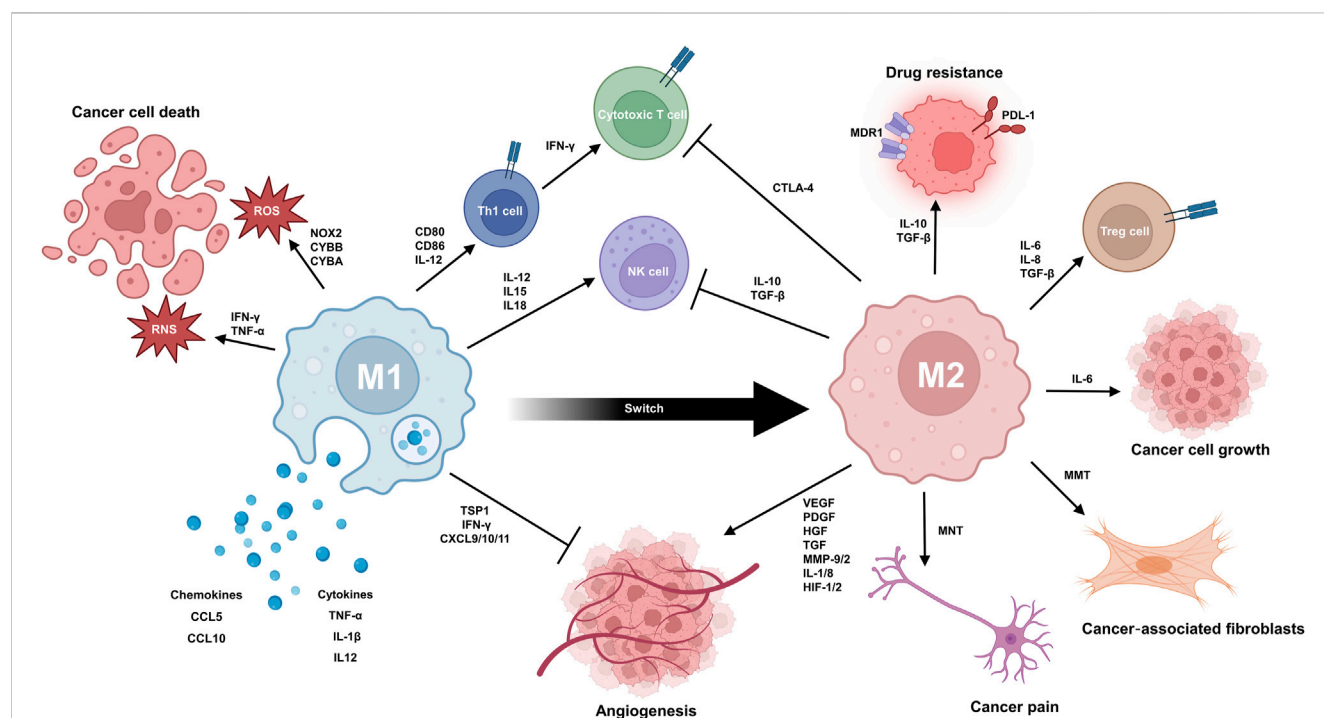 Cancer cell death
ROS
RNS
NOX2
CYBB
CYBA
IFN-γ
TNF-α
CD80
CD86
IL-12
Th1 cell
IFN-γ
Cytotoxic T cell
IL-12
IL15
IL18
NK cell
CTLA-4
IL-10
TGF-β
Drug resistance
MDR1
PDL-1
IL-10
TGF-β
IL-6
IL-8
TGF-β
Treg cell
M1
Switch
M2
IL-6
Cancer cell growth
MMT
Cancer-associated fibroblasts
MNT
Cancer pain
VEGF
PDGF
HGF
TGF
MMP-9/2
IL-1/8
HIF-1/2
TSP1
IFN-γ
CXCL9/10/11
Angiogenesis
Chemokines
CCL5
CCL10
Cytokines
TNF-α
IL-1β
IL12